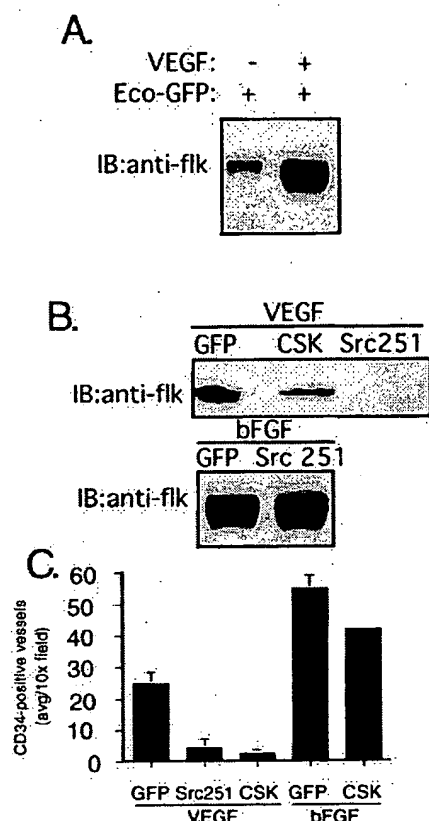 A.
VEGF: - +
Eco-GFP: + +
IB:anti-flk
B.
VEGF
GFP CSK Src251
IB:anti-flk
bFGF
GFP Src 251
IB:anti-flk
C.
CD34-positive vessels
(avg/10x field)
60
50
40
30
20
10
0
GFP Src251 CSK GFP CSK
VEGF bFGF